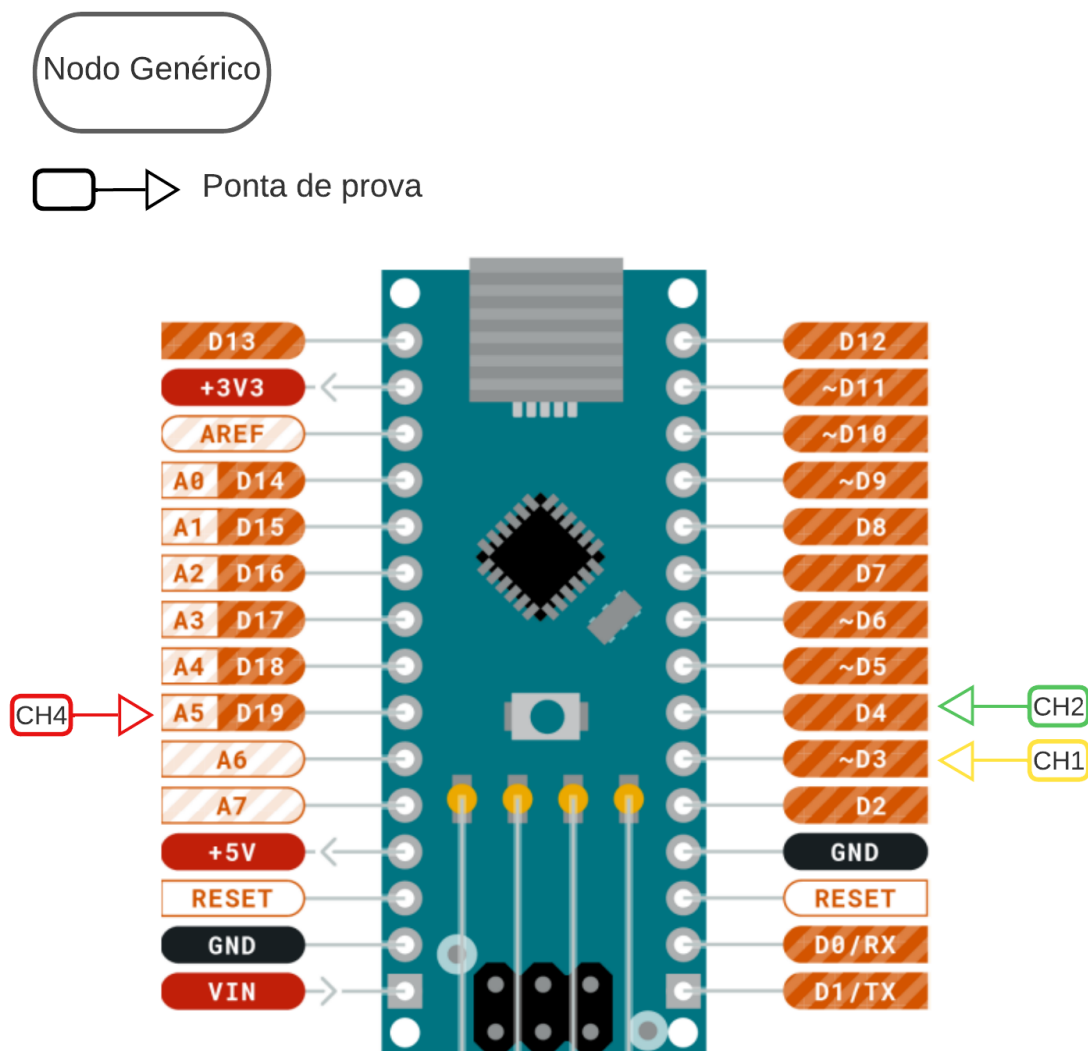 Nodo Genérico
Ponta de prova
D13
+3V3
AREF
A0 D14
A1 D15
A2 D16
A3 D17
A4 D18
CH4
A5 D19
A6
A7
+5V
RESET
GND
VIN
D12
~D11
~D10
~D9
D8
D7
~D6
~D5
D4
CH2
~D3
CH1
D2
GND
RESET
D0/RX
D1/TX